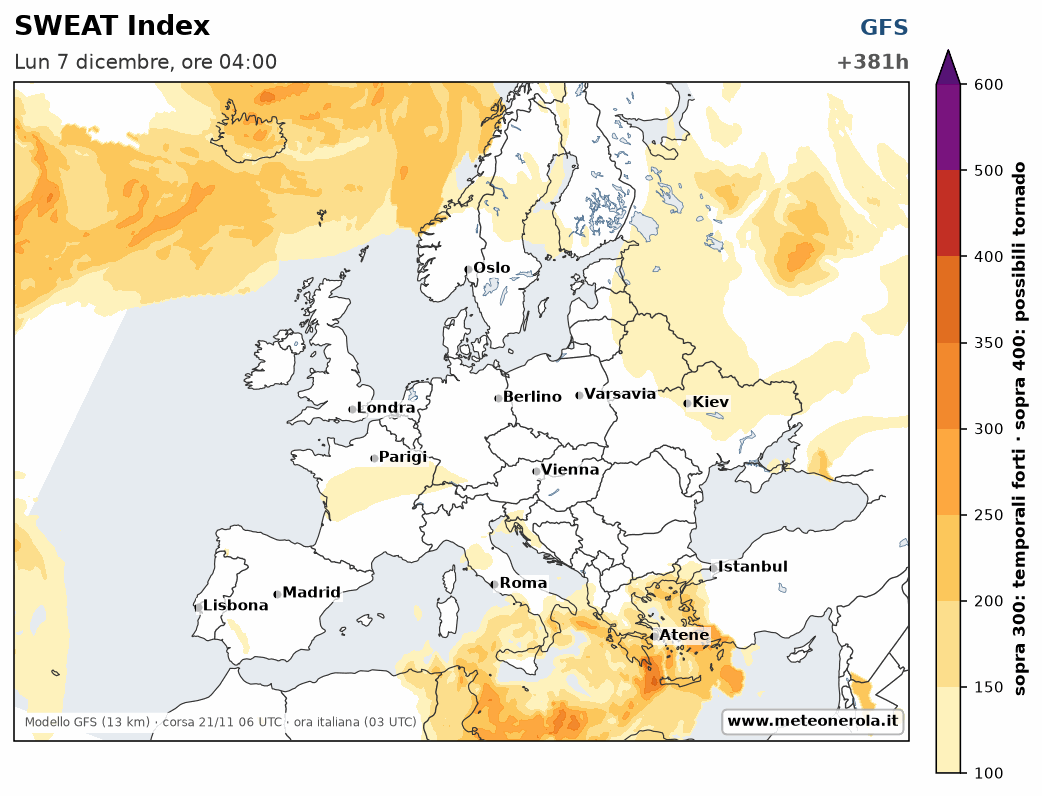 SWEAT Index
GFS
Lun 7 dicembre, ore 04:00
+381h
Oslo
Londra
Berlino
Varsavia
Kiev
Parigi
Vienna
Istanbul
Roma
Madrid
Lisbona
Atene
Modello GFS (13 km) · corsa 21/11 06 UTC · ora italiana (03 UTC)
www.meteonerola.it
600
500
400
350
300
250
200
150
100
sopra 300: temporali forti · sopra 400: possibili tornado